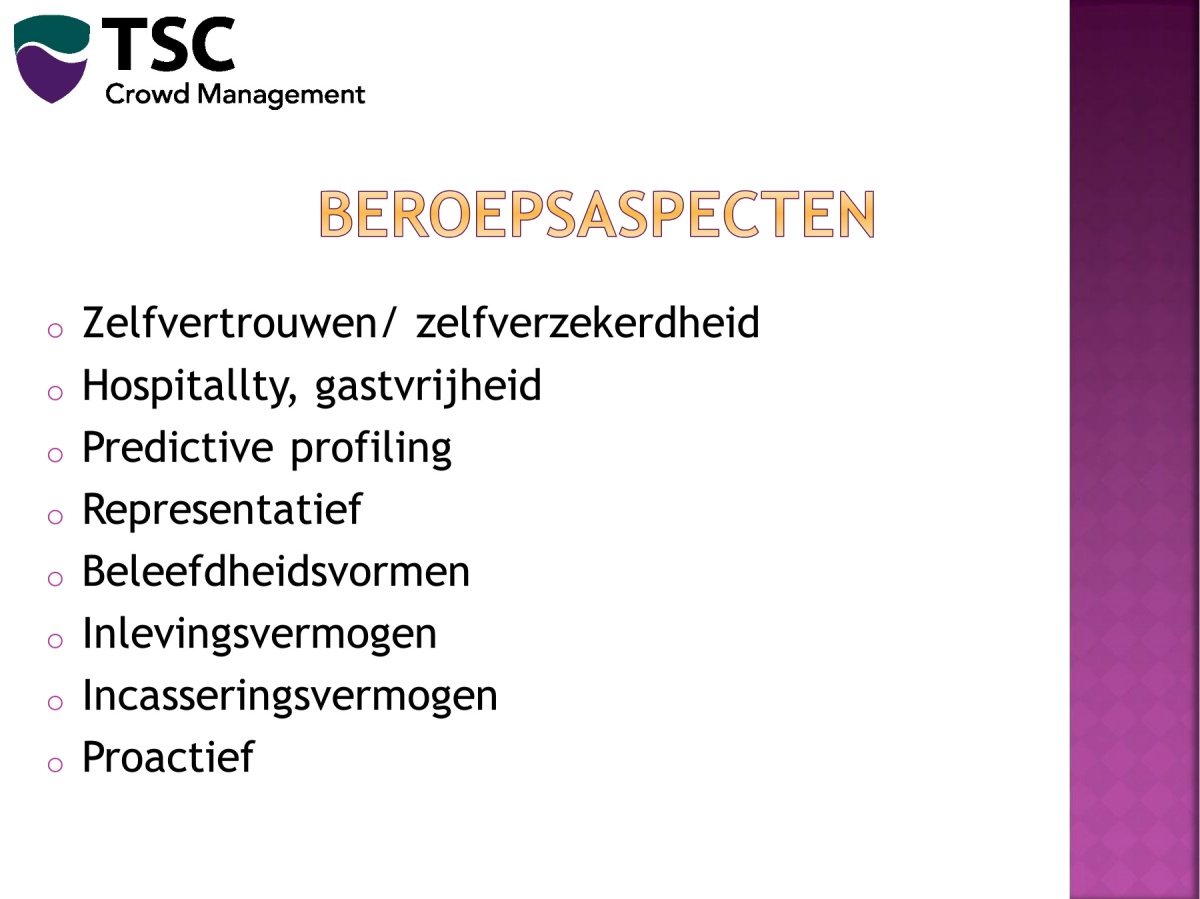 TSC
Crowd Management
BEROEPSASPECTEN
Zelfvertrouwen/ zelfverzekerdheid
Hospitallty, gastvrijheid
Predictive profiling
Representatief
Beleefdheidsvormen
Inlevingsvermogen
Incasseringsvermogen
Proactief